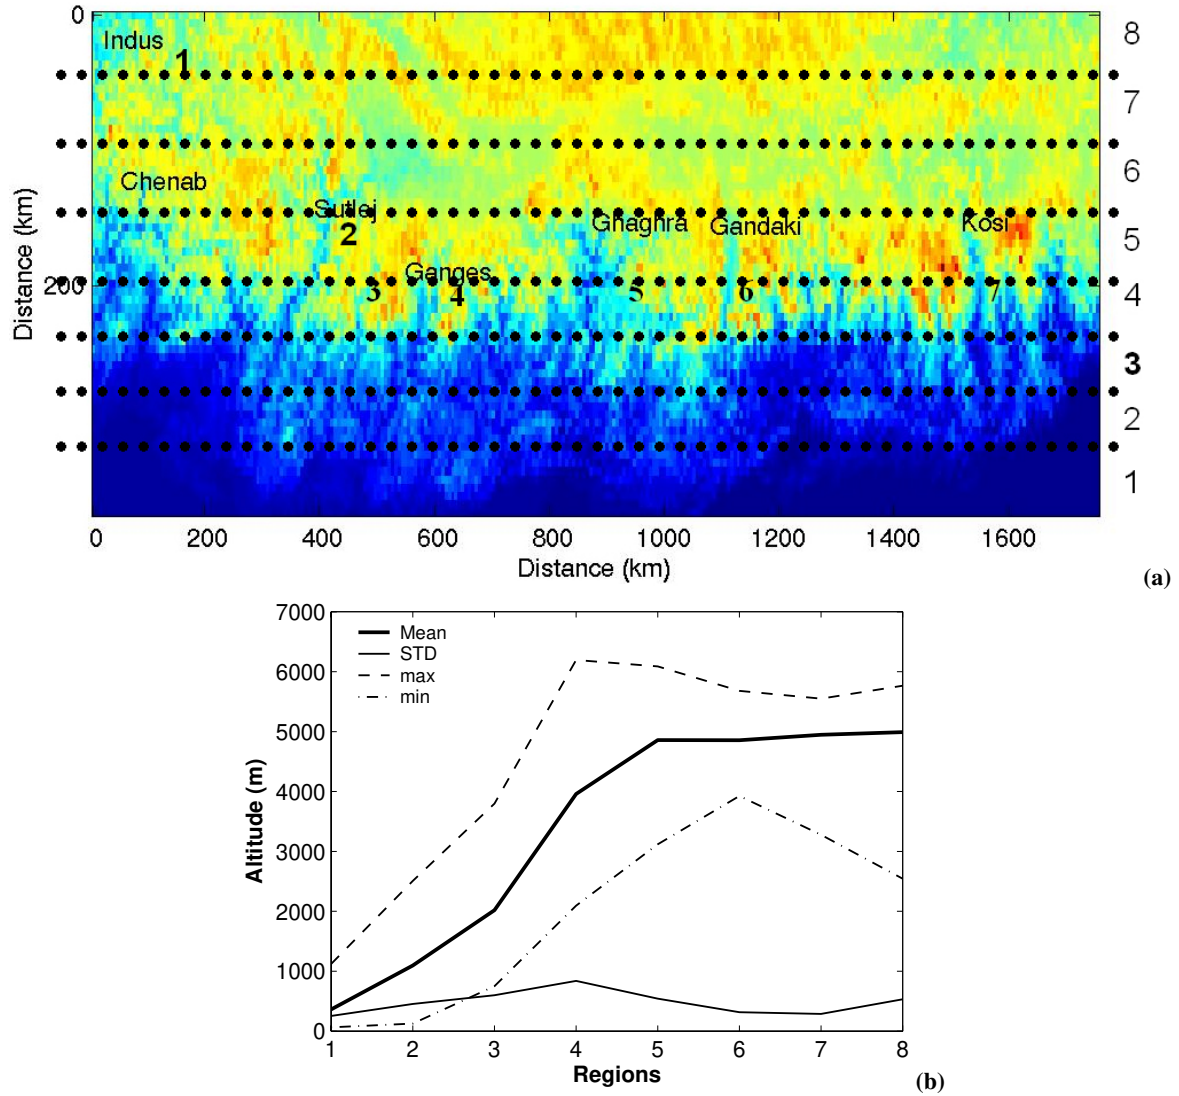 0
Indus
1
8
7
Chenab
6
Sutlej
2
Ghaghra
Gandaki
Kosi
5
Ganges
200
3
4
5
6
7
4
3
2
1
Distance (km)
0 200 400 600 800 1000 1200 1400 1600
Distance (km)
(a)
7000
6000
5000
4000
3000
2000
1000
0
Mean
STD
max
min
Altitude (m)
1 2 3 4 5 6 7 8
Regions
(b)